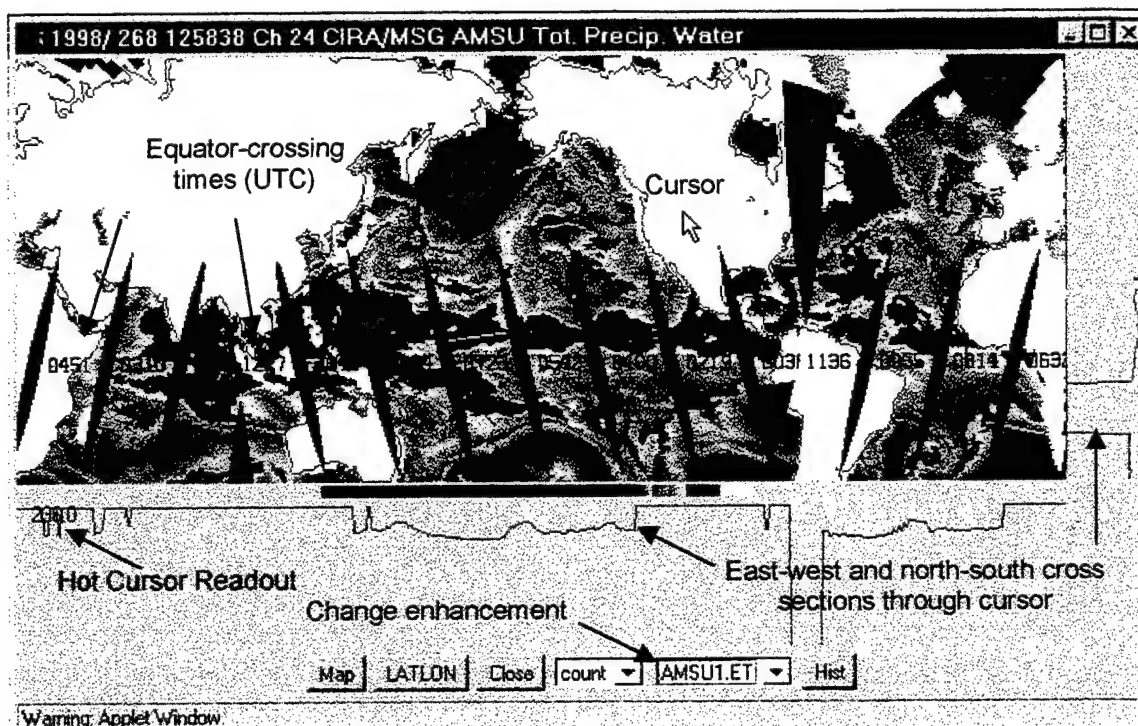 : 1998/ 268 125838 Ch 24 CIRA/MSG AMSU Tot. Precip. Water
Equator-crossing
times (UTC)
Cursor
0451
054
1136
0814
0632
Hot Cursor Readout
East-west and north-south cross
sections through cursor
Change enhancement
Map
LATLON
Close
count
AMSU1.ET
Hist
Warning: Applet Window